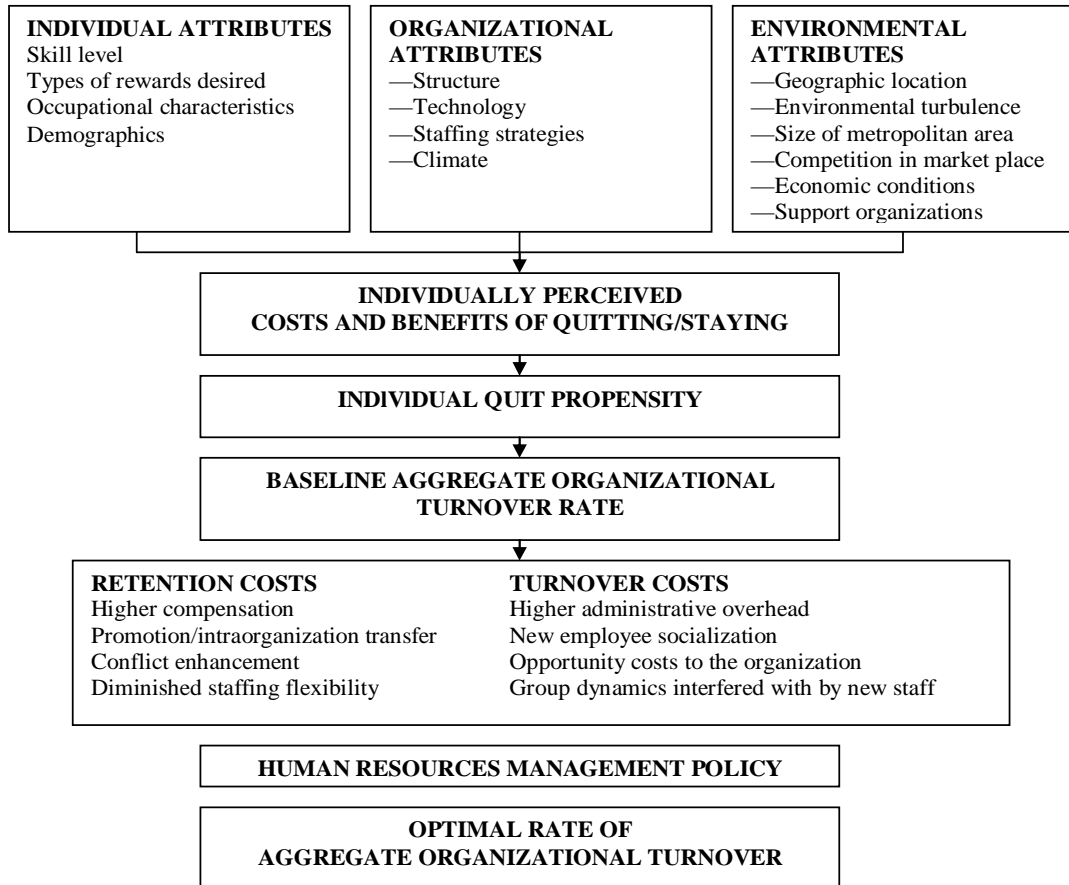 INDIVIDUAL ATTRIBUTES
Skill level
Types of rewards desired
Occupational characteristics
Demographics
ORGANIZATIONAL
ATTRIBUTES
—Structure
—Technology
—Staffing strategies
—Climate
ENVIRONMENTAL
ATTRIBUTES
—Geographic location
—Environmental turbulence
—Size of metropolitan area
—Competition in market place
—Economic conditions
—Support organizations
INDIVIDUALLY PERCEIVED
COSTS AND BENEFITS OF QUITTING/STAYING
INDIVIDUAL QUIT PROPENSITY
BASELINE AGGREGATE ORGANIZATIONAL
TURNOVER RATE
RETENTION COSTS
Higher compensation
Promotion/intraorganization transfer
Conflict enhancement
Diminished staffing flexibility
TURNOVER COSTS
Higher administrative overhead
New employee socialization
Opportunity costs to the organization
Group dynamics interfered with by new staff
HUMAN RESOURCES MANAGEMENT POLICY
OPTIMAL RATE OF
AGGREGATE ORGANIZATIONAL TURNOVER